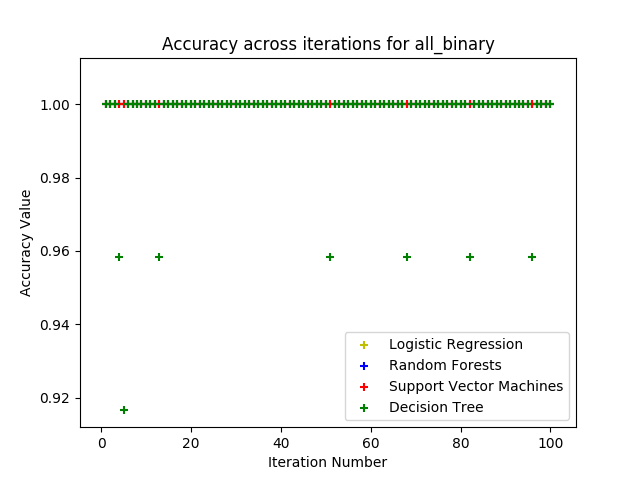 Accuracy across iterations for all_binary
Accuracy Value
1.00
0.98
0.96
0.94
0.92
Logistic Regression
Random Forests
Support Vector Machines
Decision Tree
0 20 40 60 80 100
Iteration Number